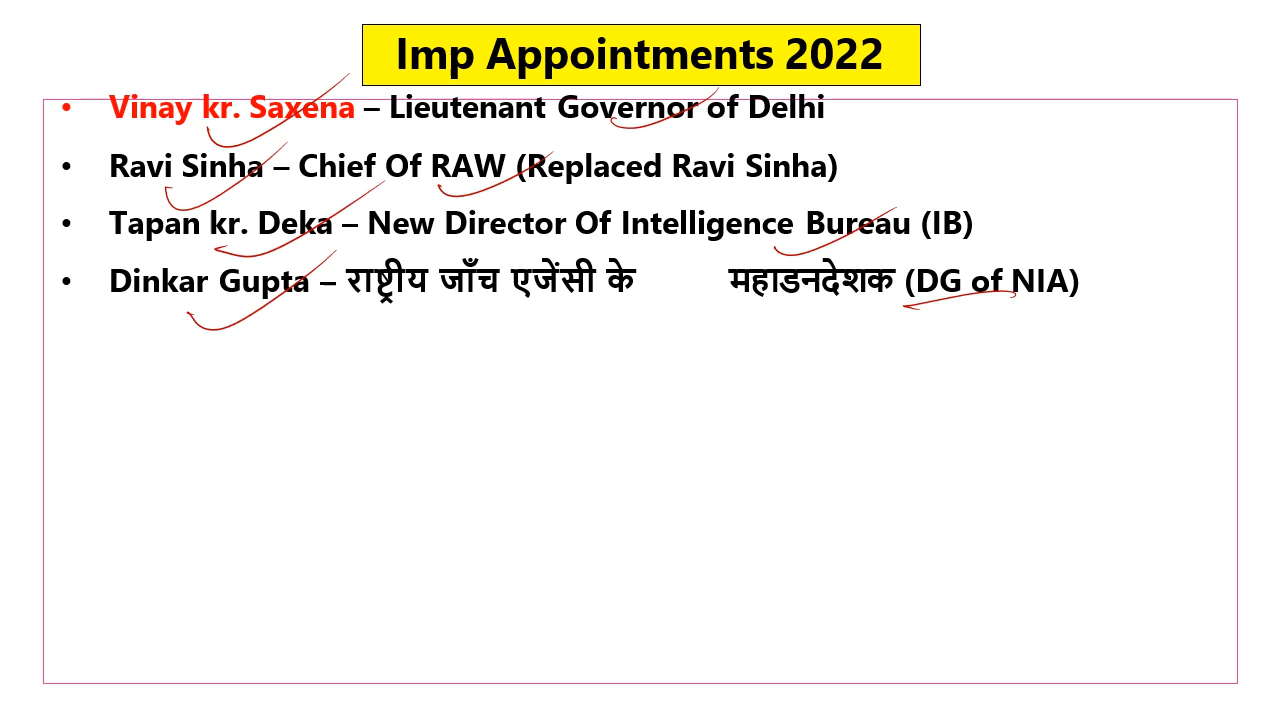 Imp Appointments 2022
• Vinay kr. Saxena – Lieutenant Governor of Delhi
• Ravi Sinha – Chief Of RAW (Replaced Ravi Sinha)
• Tapan kr. Deka – New Director Of Intelligence Bureau (IB)
• Dinkar Gupta – राष्ट्रीय जाँच एजेंसी के महाडनदेशक (DG of NIA)